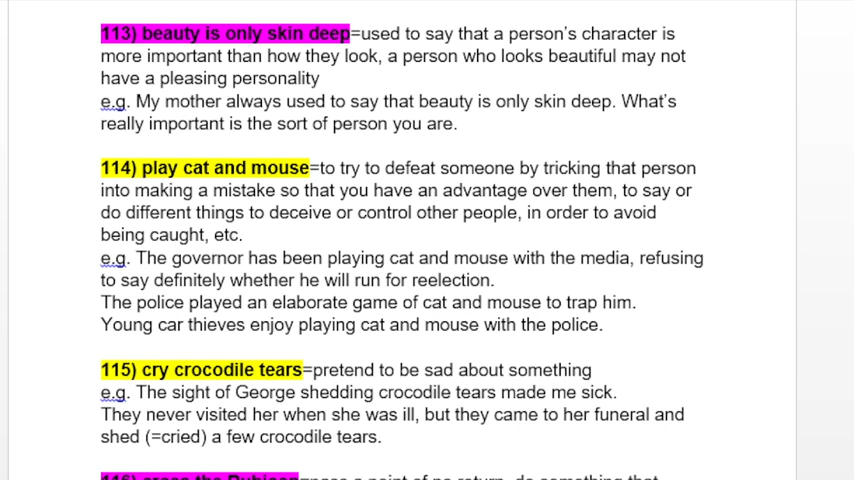 113) beauty is only skin deep=used to say that a person's character is
more important than how they look, a person who looks beautiful may not
have a pleasing personality
e.g. My mother always used to say that beauty is only skin deep. What's
really important is the sort of person you are.
114) play cat and mouse=to try to defeat someone by tricking that person
into making a mistake so that you have an advantage over them, to say or
do different things to deceive or control other people, in order to avoid
being caught, etc.
e.g. The governor has been playing cat and mouse with the media, refusing
to say definitely whether he will run for reelection.
The police played an elaborate game of cat and mouse to trap him.
Young car thieves enjoy playing cat and mouse with the police.
115) cry crocodile tears=pretend to be sad about something
e.g. The sight of George shedding crocodile tears made me sick.
They never visited her when she was ill, but they came to her funeral and
shed (=cried) a few crocodile tears.